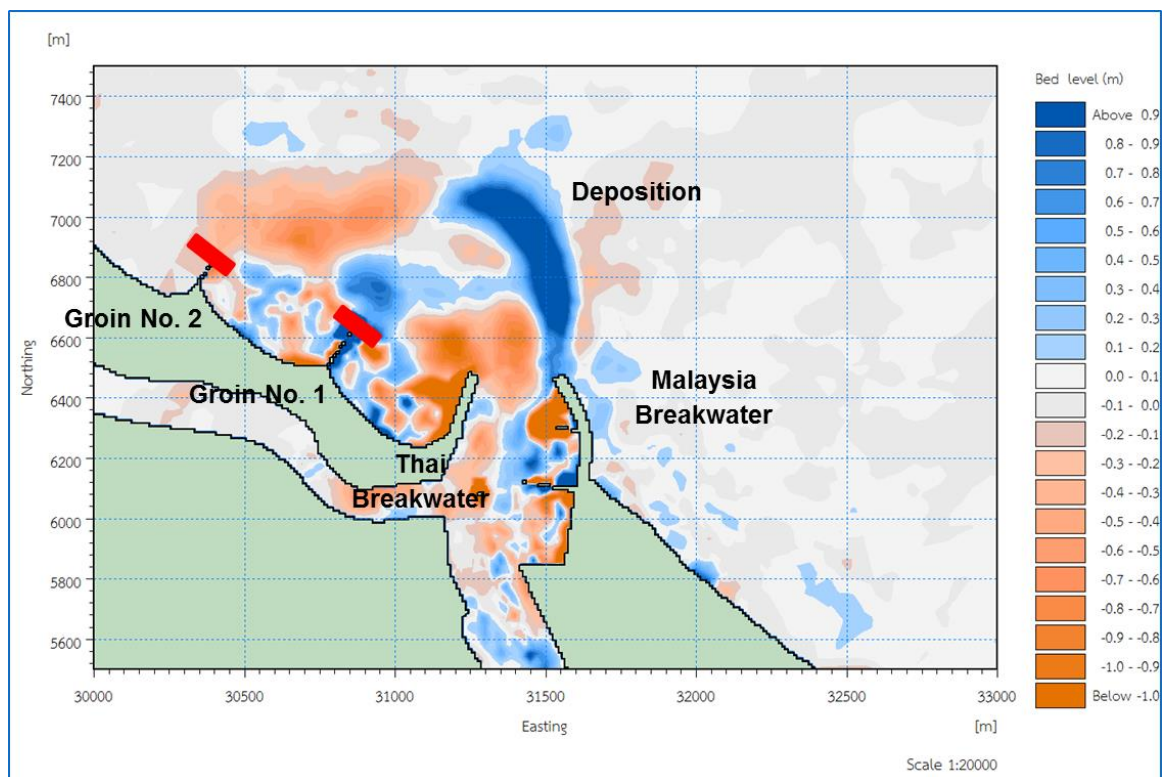 [m]
7400
7200
7000
6800
6600
6400
6200
6000
5800
5600
Northing
30000
30500
31000
31500
32000
32500
33000
Easting
[m]
Scale 1:20000
Deposition
Groin No. 2
Groin No. 1
Malaysia
Breakwater
Thai
Breakwater
Bed level (m)
Above 0.9
0.8 - 0.9
0.7 - 0.8
0.6 - 0.7
0.5 - 0.6
0.4 - 0.5
0.3 - 0.4
0.2 - 0.3
0.1 - 0.2
0.0 - 0.1
-0.1 - 0.0
-0.2 - -0.1
-0.3 - -0.2
-0.4 - -0.3
-0.5 - -0.4
-0.6 - -0.5
-0.7 - -0.6
-0.8 - -0.7
-0.9 - -0.8
-1.0 - -0.9
Below -1.0